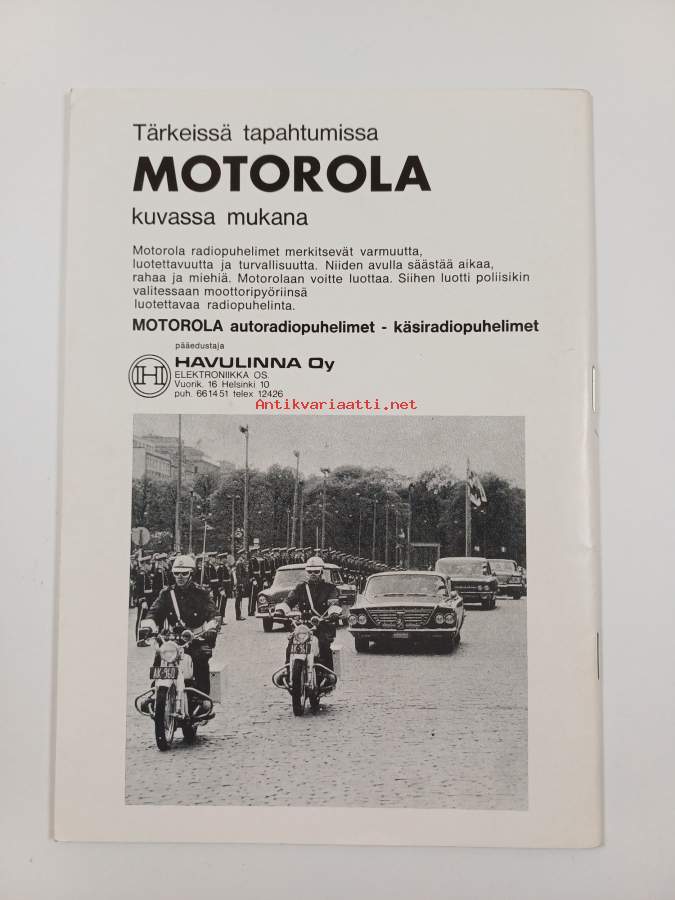 Tärkeissä tapahtumissa
MOTOROLA
kuvassa mukana
Motorola radiopuhelimet merkitsevät varmuutta,
luotettavuutta ja turvallisuutta. Niiden avulla säästää aikaa,
rahaa ja miehiä. Motorolaan voitte luottaa. Siihen luotti poliisikin
valitessaan moottoripyöriinsä
luotettavaa radiopuhelinta.
MOTOROLA autoradiopuhelimet - käsiradiopuhelimet
pääedustaja
HAVULINNA Oy
ELEKTRONIIKKA OS.
Vuorik. 16 Helsinki 10
puh. 661451 telex 12426
Antikvariaatti.net
AK-560